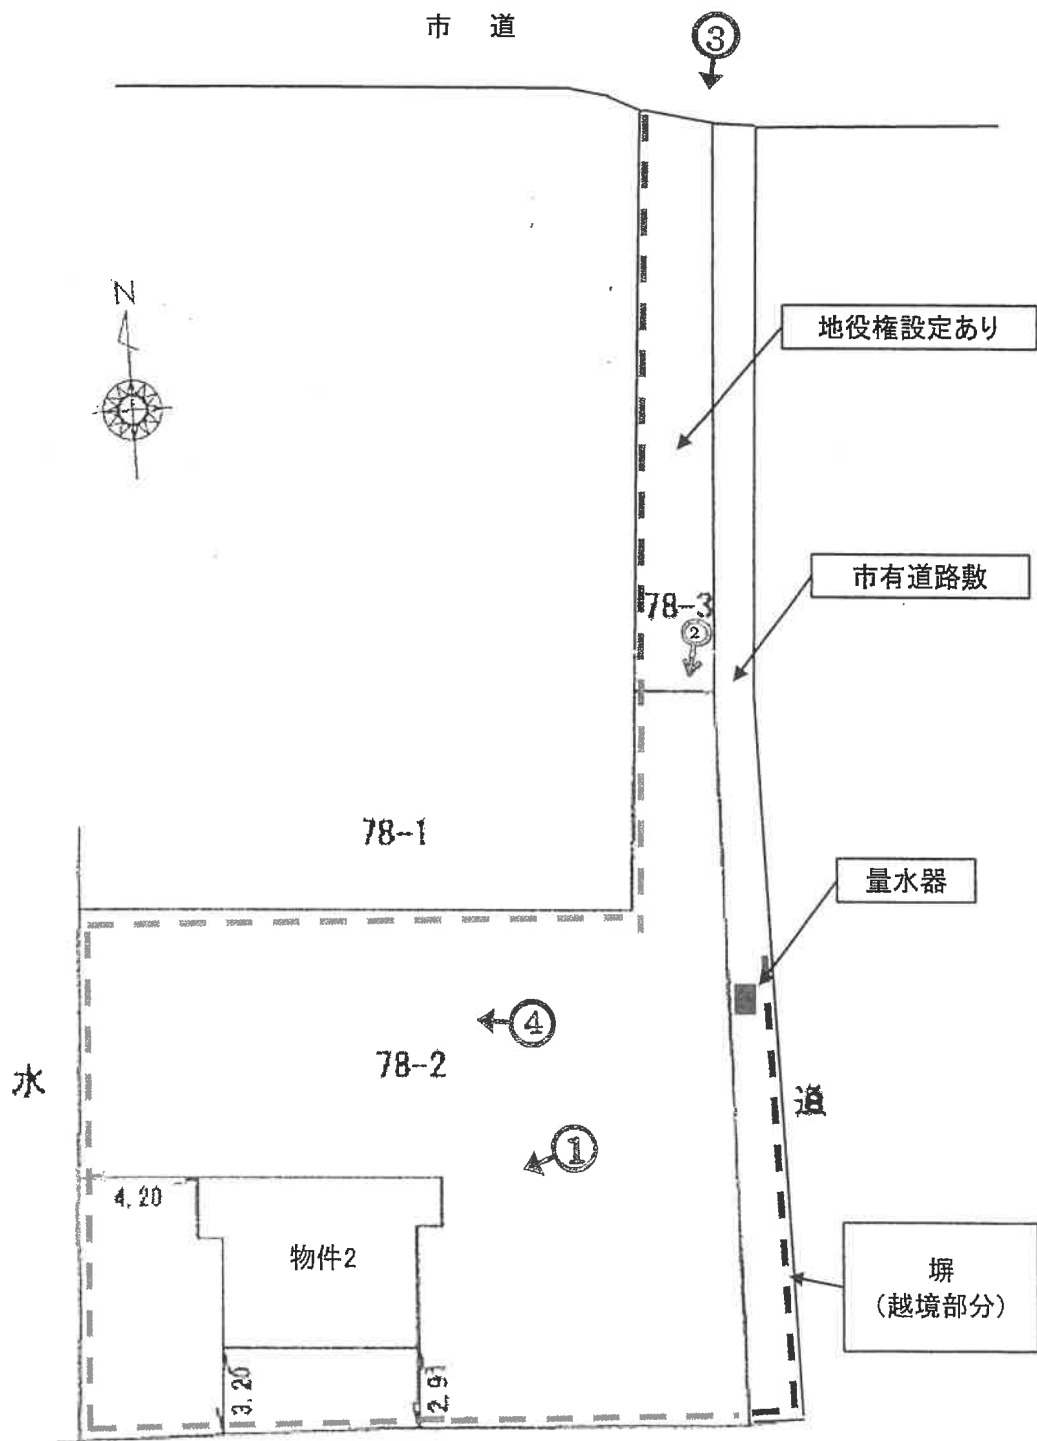 市 道
③
N
地役権設定あり
市有道路敷
78-3
②
78-1
量水器
④
78-2
水
道
①
4,20
物件2
塀
（越境部分）
3,20
2,91